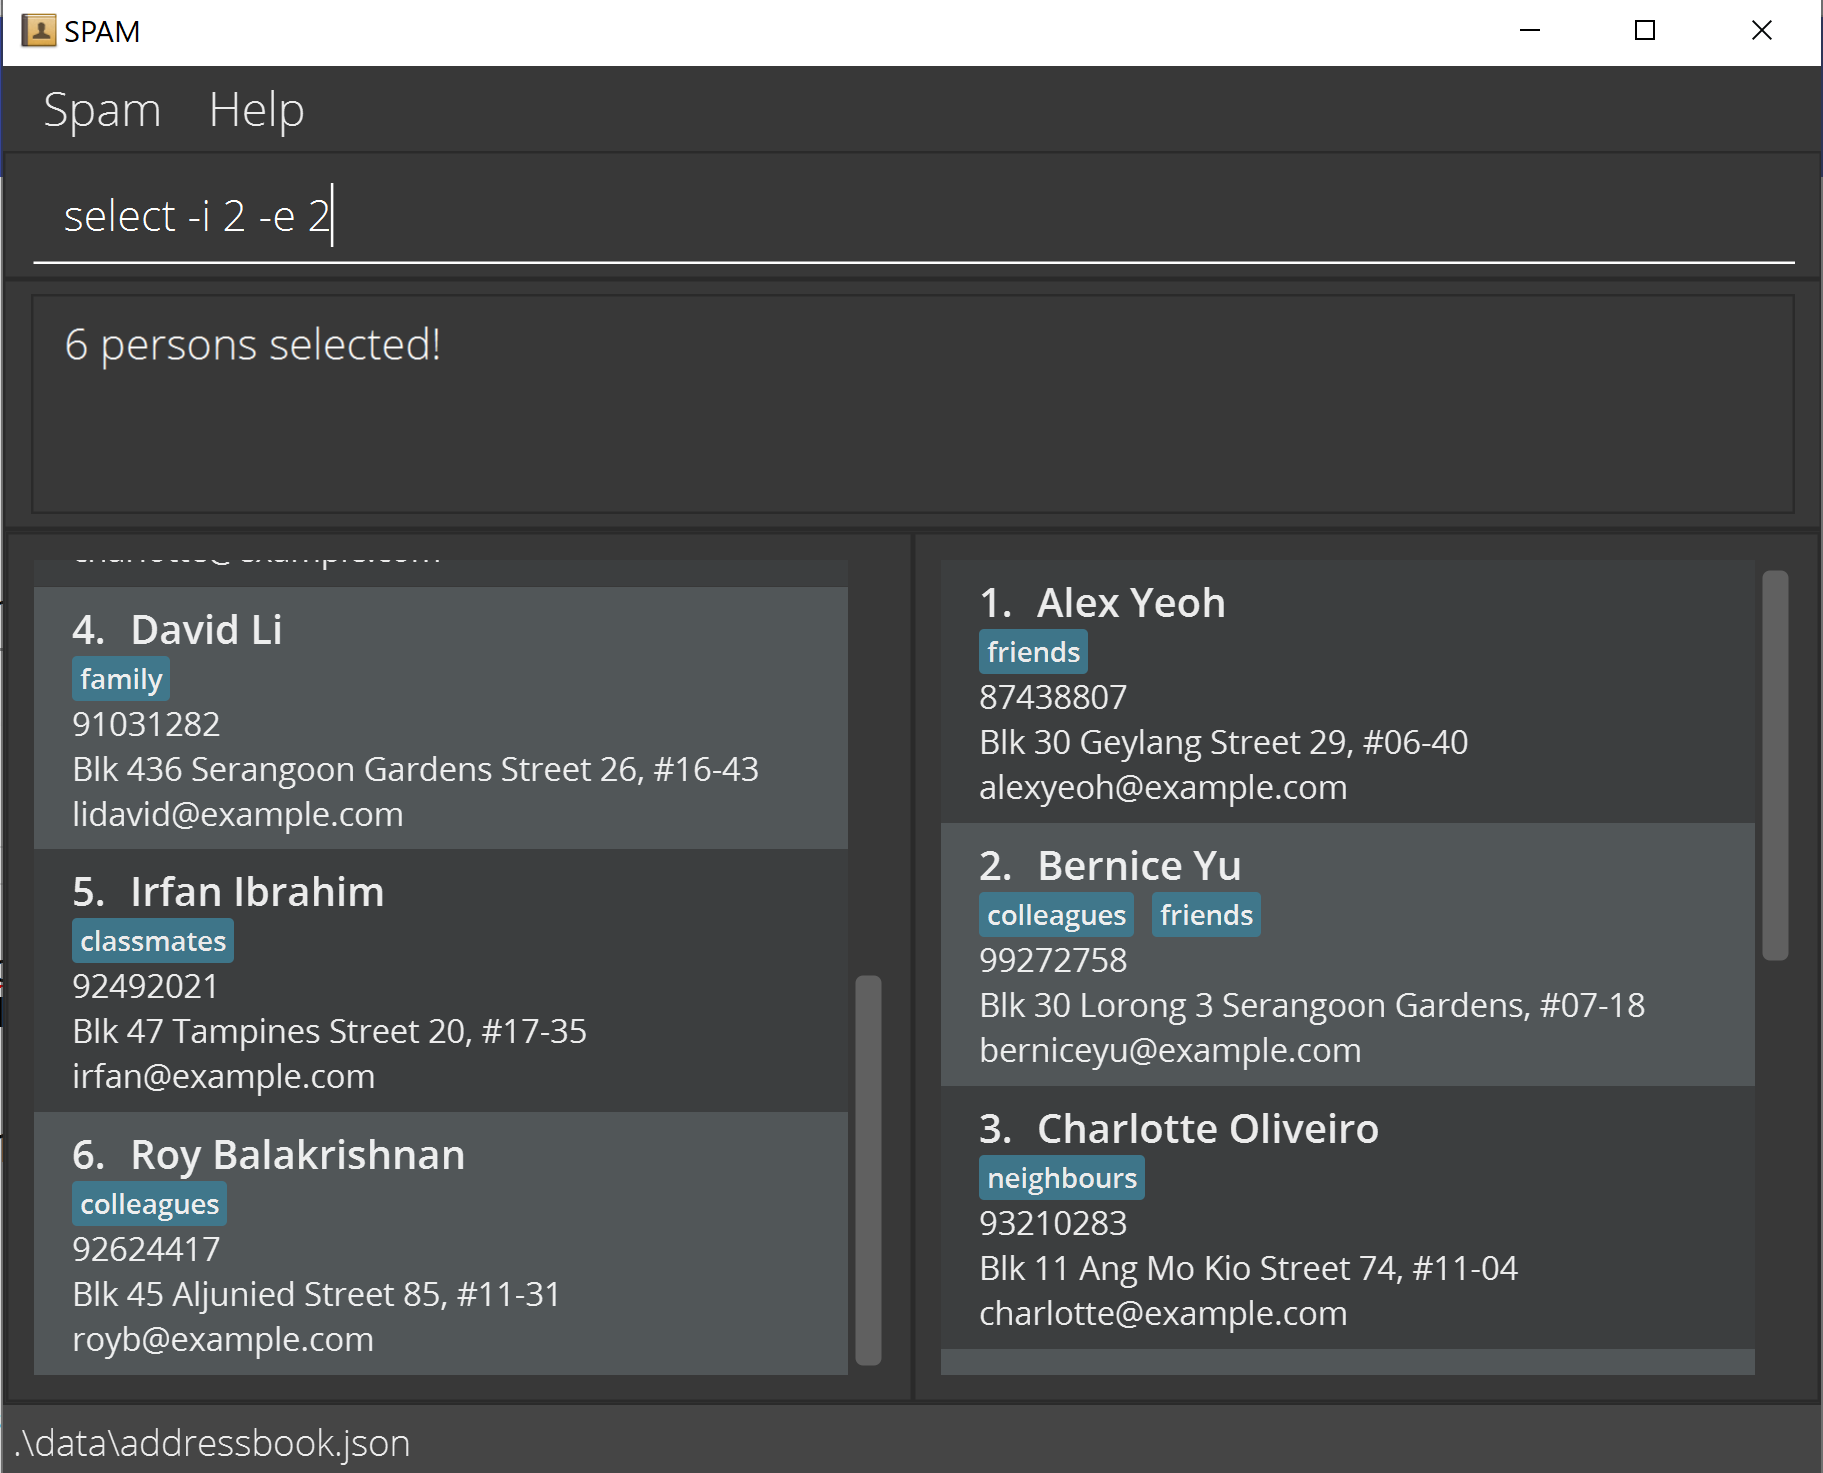 SPAM
Spam Help
select -i 2 -e 2
6 persons selected!
charlotte@example.com
4. David Li
family
91031282
Blk 436 Serangoon Gardens Street 26, #16-43
lidavid@example.com
5. Irfan Ibrahim
classmates
92492021
Blk 47 Tampines Street 20, #17-35
irfan@example.com
6. Roy Balakrishnan
colleagues
92624417
Blk 45 Aljunied Street 85, #11-31
royb@example.com
1. Alex Yeoh
friends
87438807
Blk 30 Geylang Street 29, #06-40
alexyeoh@example.com
2. Bernice Yu
colleagues friends
99272758
Blk 30 Lorong 3 Serangoon Gardens, #07-18
berniceyu@example.com
3. Charlotte Oliveiro
neighbours
93210283
Blk 11 Ang Mo Kio Street 74, #11-04
charlotte@example.com
.\data\addressbook.json